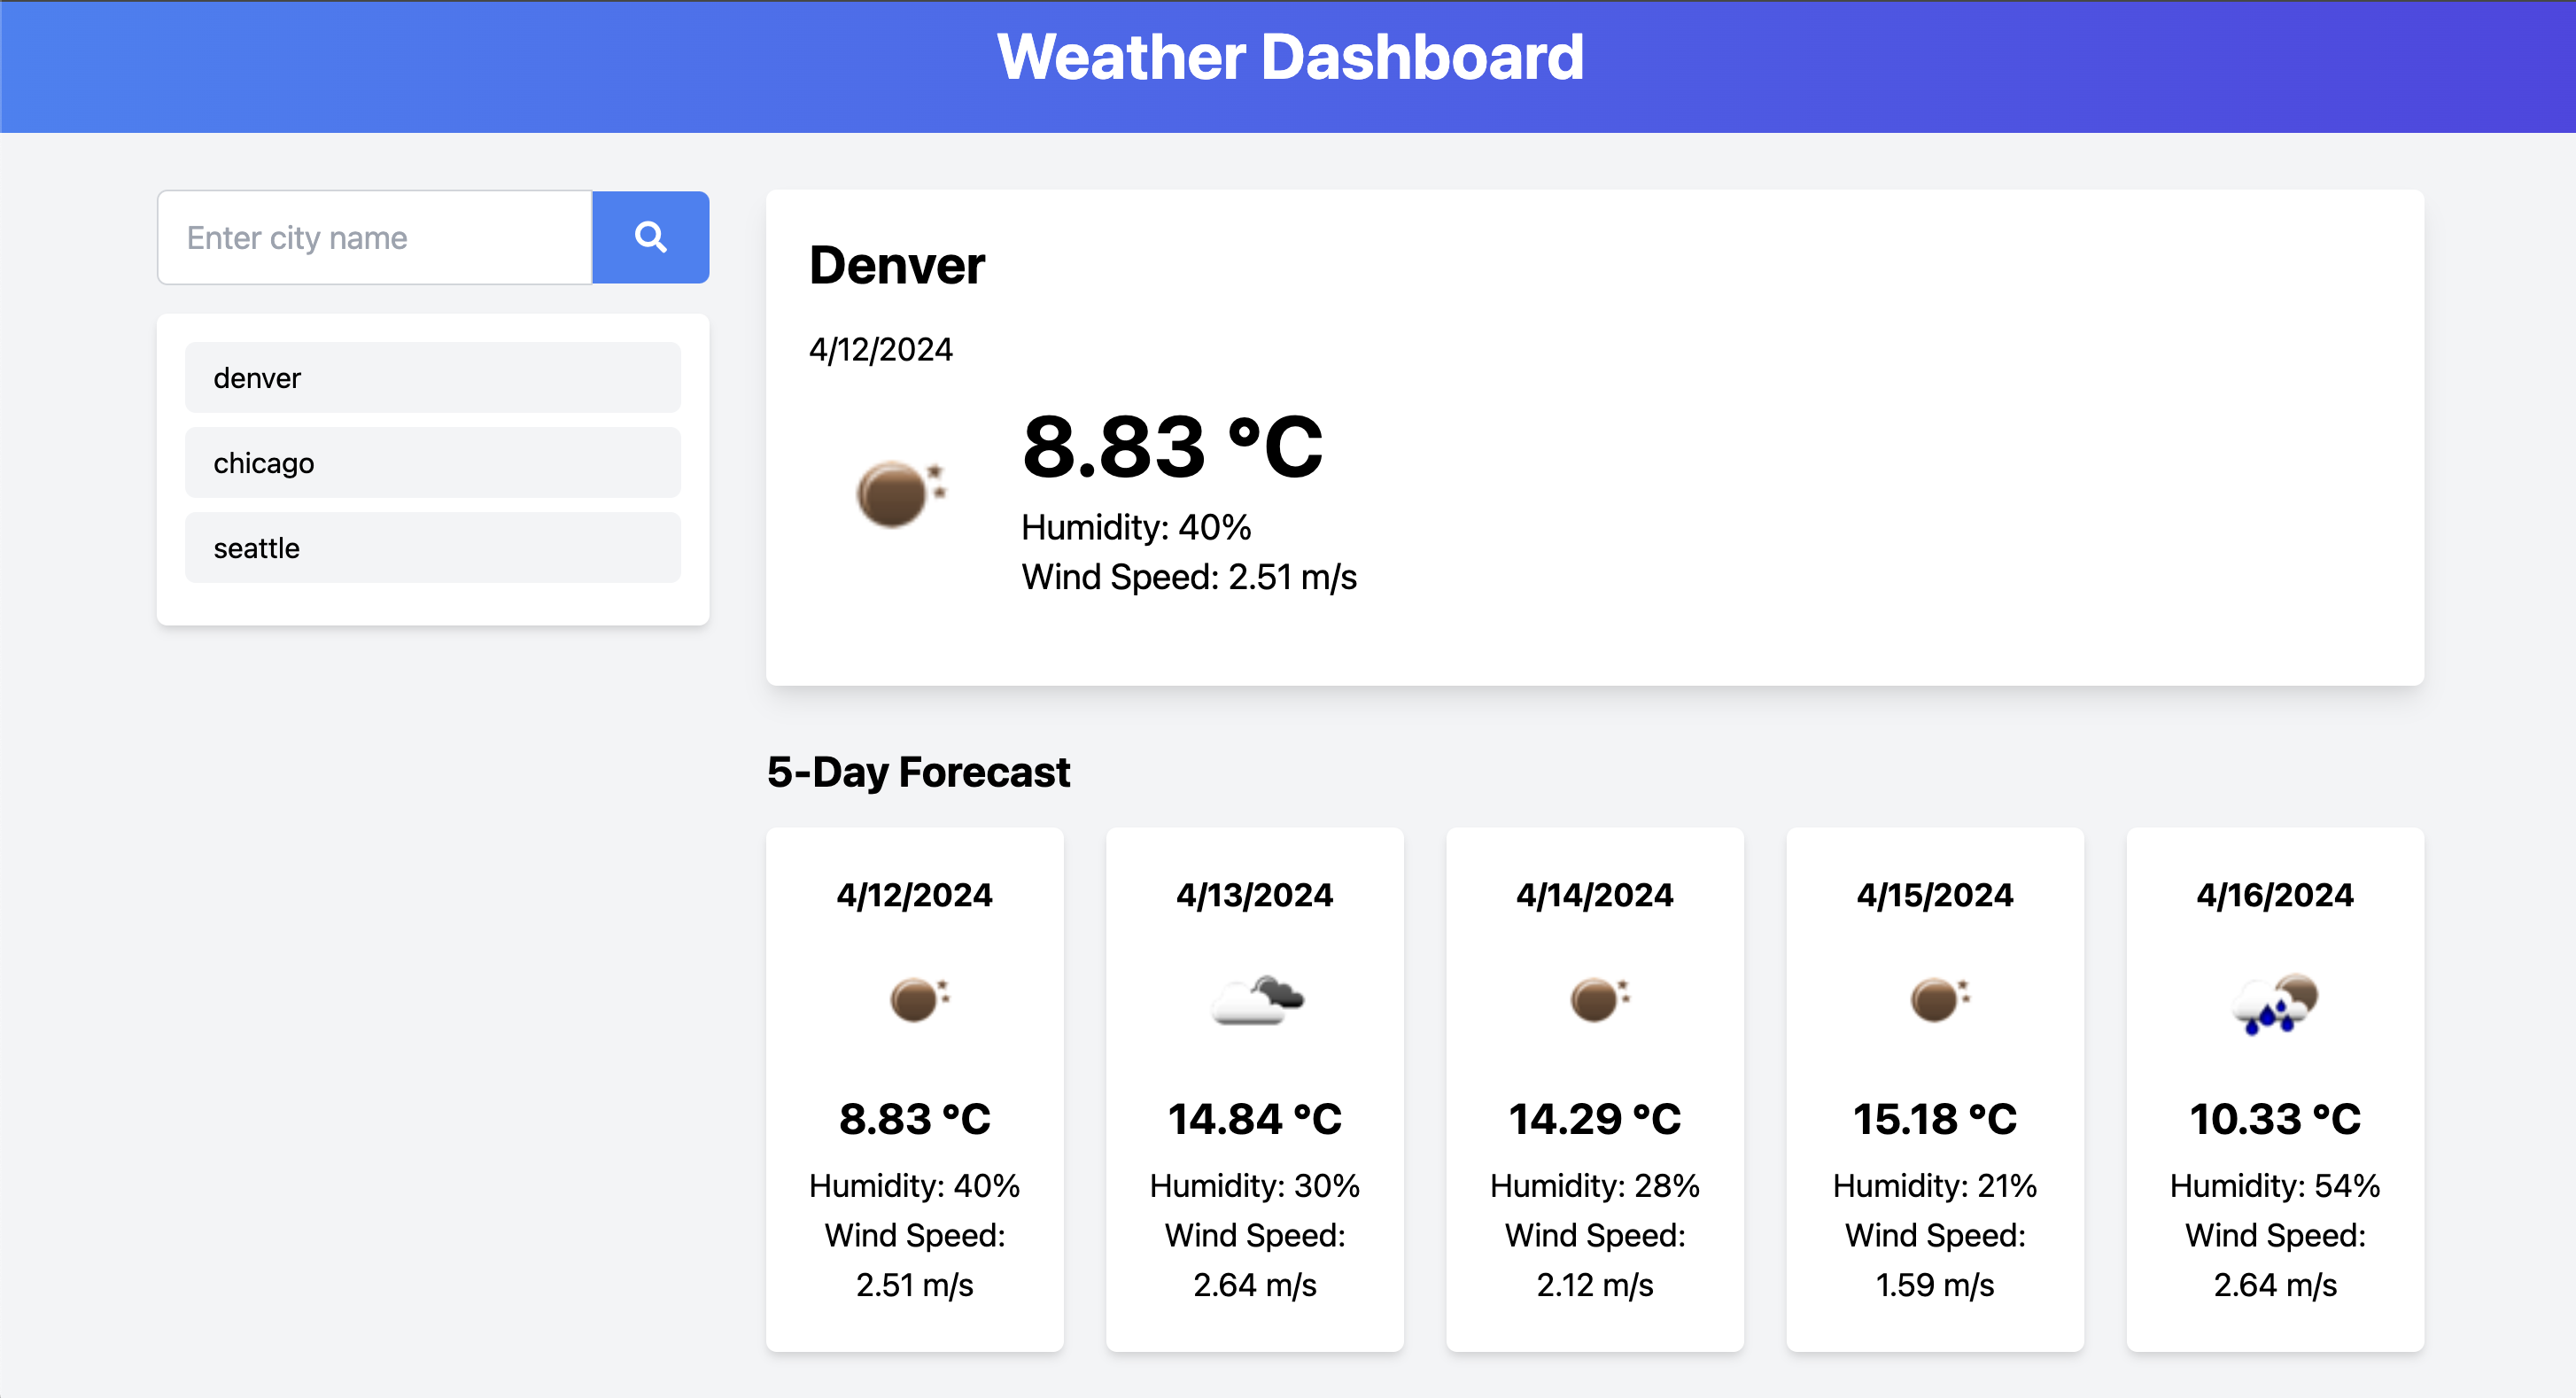 Weather Dashboard
Enter city name
denver
chicago
seattle
Denver
4/12/2024
8.83 °C
Humidity: 40%
Wind Speed: 2.51 m/s
5-Day Forecast
4/12/2024
8.83 °C
Humidity: 40%
Wind Speed:
2.51 m/s
4/13/2024
14.84 °C
Humidity: 30%
Wind Speed:
2.64 m/s
4/14/2024
14.29 °C
Humidity: 28%
Wind Speed:
2.12 m/s
4/15/2024
15.18 °C
Humidity: 21%
Wind Speed:
1.59 m/s
4/16/2024
10.33 °C
Humidity: 54%
Wind Speed:
2.64 m/s